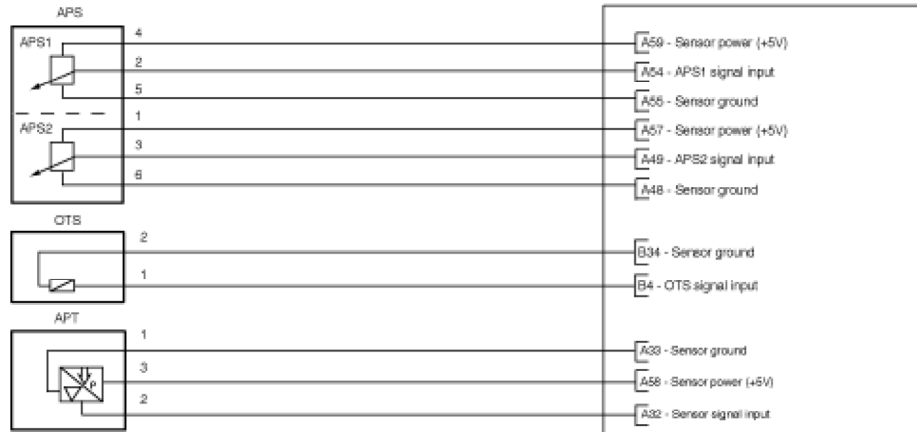 APS
APS1
4
A59 - Sensor power (+5V)
2
A54 - APS1 signal input
5
A55 - Sensor ground
APS2
1
A57 - Sensor power (+5V)
3
A49 - APS2 signal input
6
A48 - Sensor ground
OTS
2
B34 - Sensor ground
1
B4 - OTS signal input
APT
1
A33 - Sensor ground
3
P
A58 - Sensor power (+5V)
2
A32 - Sensor signal input